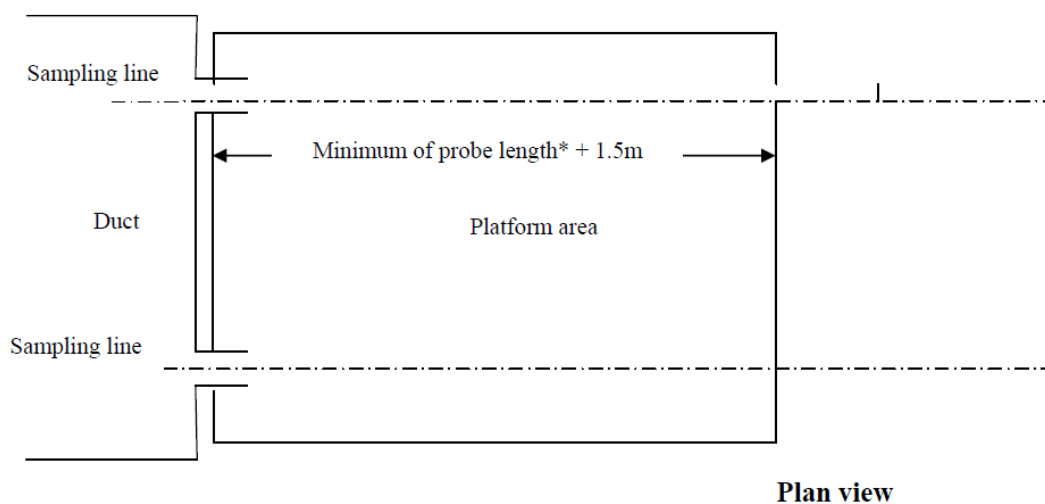 Sampling line
Minimum of probe length* + 1.5m
Duct
Platform area
Sampling line
Plan view